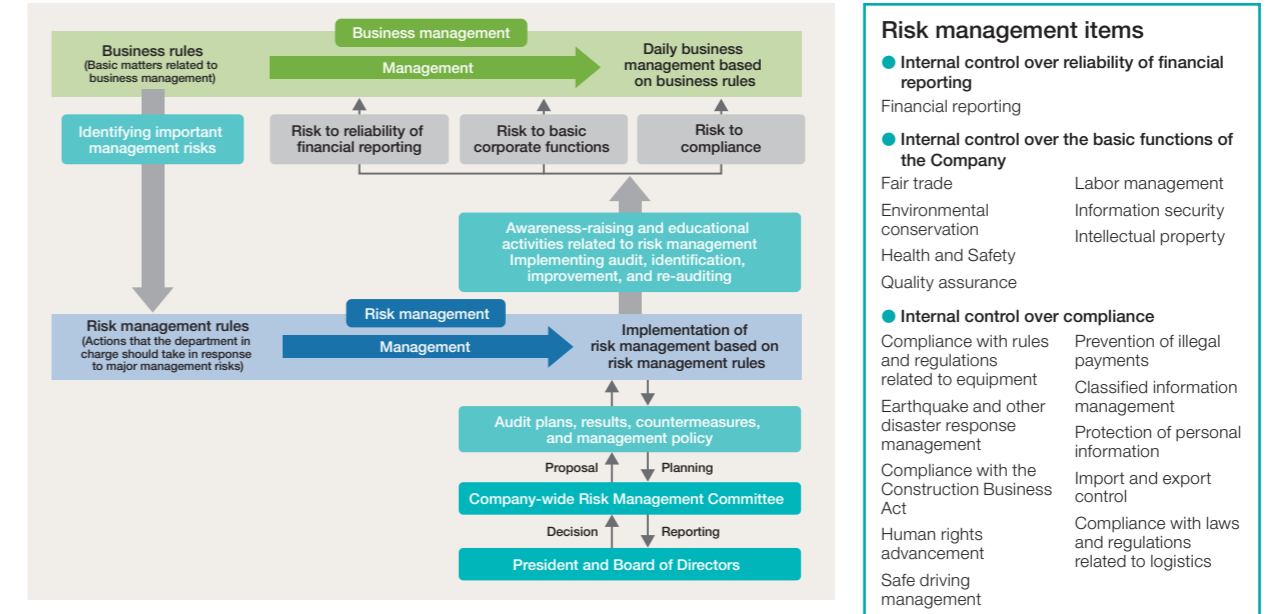 Business management
Business rules
(Basic matters related to
business management)
Management
Daily business
management based
on business rules
Identifying important
management risks
Risk to reliability of
financial reporting
Risk to basic
corporate functions
Risk to
compliance
Awareness-raising and educational
activities related to risk management
Implementing audit, identification,
improvement, and re-auditing
Risk management
Risk management rules
(Actions that the department in
charge should take in response
to major management risks)
Management
Implementation of
risk management based on
risk management rules
Audit plans, results, countermeasures,
and management policy
Proposal
Planning
Company-wide Risk Management Committee
Decision
Reporting
President and Board of Directors
Risk management items
● Internal control over reliability of financial
reporting
Financial reporting
● Internal control over the basic functions of
the Company
Fair trade
Environmental
conservation
Health and Safety
Quality assurance
Labor management
Information security
Intellectual property
● Internal control over compliance
Compliance with rules
and regulations
related to equipment
Earthquake and other
disaster response
management
Compliance with the
Construction Business
Act
Human rights
advancement
Safe driving
management
Prevention of illegal
payments
Classified information
management
Protection of personal
information
Import and export
control
Compliance with laws
and regulations
related to logistics